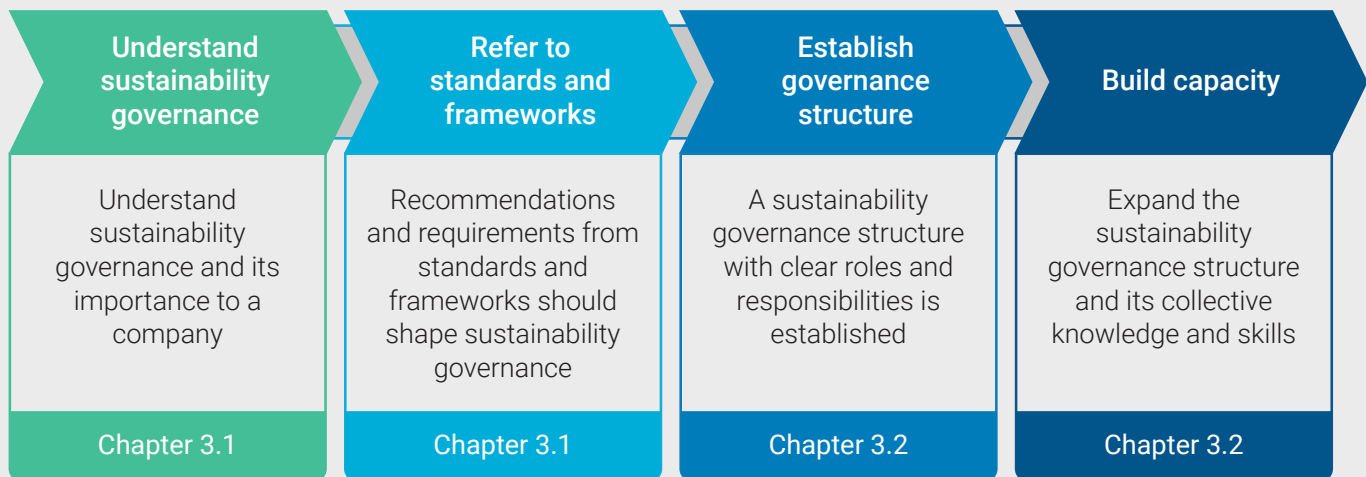 Understand
sustainability
governance
Understand
sustainability
governance and its
importance to a
company
Chapter 3.1
Refer to
standards and
frameworks
Recommendations
and requirements from
standards and
frameworks should
shape sustainability
governance
Chapter 3.1
Establish
governance
structure
A sustainability
governance structure
with clear roles and
responsibilities is
established
Chapter 3.2
Build capacity
Expand the
sustainability
governance structure
and its collective
knowledge and skills
Chapter 3.2